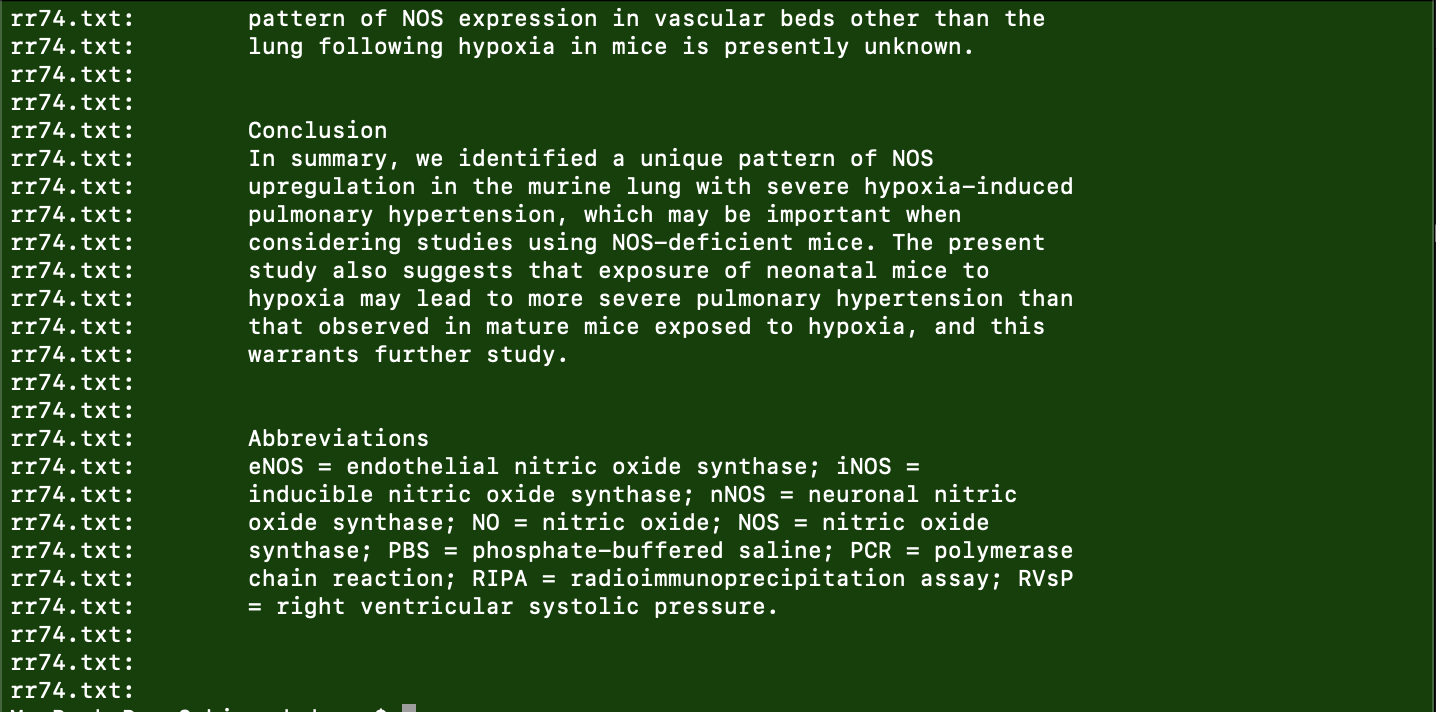 rr74.txt:        pattern of NOS expression in vascular beds other than the
rr74.txt:        lung following hypoxia in mice is presently unknown.
rr74.txt:
rr74.txt:
rr74.txt:        Conclusion
rr74.txt:        In summary, we identified a unique pattern of NOS
rr74.txt:        upregulation in the murine lung with severe hypoxia-induced
rr74.txt:        pulmonary hypertension, which may be important when
rr74.txt:        considering studies using NOS-deficient mice. The present
rr74.txt:        study also suggests that exposure of neonatal mice to
rr74.txt:        hypoxia may lead to more severe pulmonary hypertension than
rr74.txt:        that observed in mature mice exposed to hypoxia, and this
rr74.txt:        warrants further study.
rr74.txt:
rr74.txt:
rr74.txt:        Abbreviations
rr74.txt:        eNOS = endothelial nitric oxide synthase; iNOS =
rr74.txt:        inducible nitric oxide synthase; nNOS = neuronal nitric
rr74.txt:        oxide synthase; NO = nitric oxide; NOS = nitric oxide
rr74.txt:        synthase; PBS = phosphate-buffered saline; PCR = polymerase
rr74.txt:        chain reaction; RIPA = radioimmunoprecipitation assay; RVsP
rr74.txt:        = right ventricular systolic pressure.
rr74.txt:
rr74.txt:
rr74.txt: